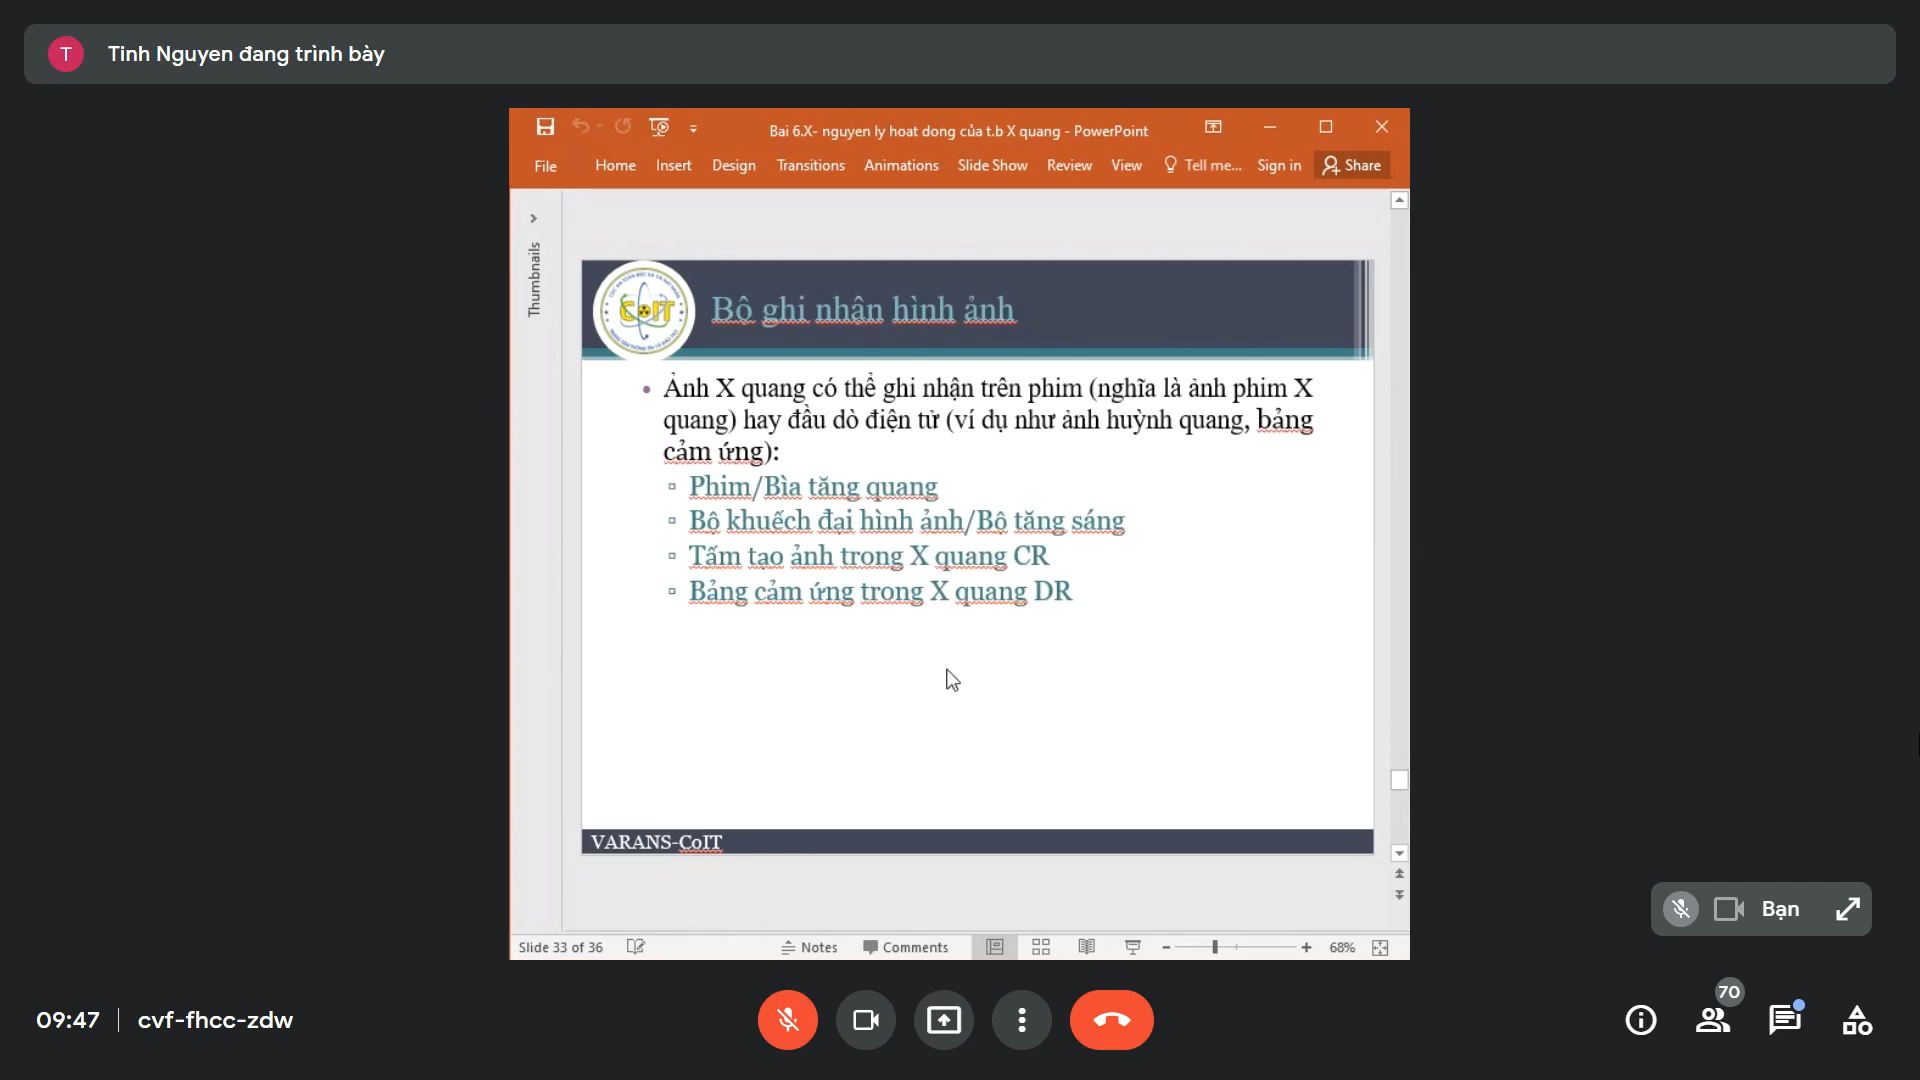 T Tinh Nguyen đang trình bày
Bai 6.X- nguyen ly hoat dong của t.b X quang - PowerPoint
File Home Insert Design Transitions Animations Slide Show Review View Tell me... Sign in Share
Thumbnails
CoIT
Bộ ghi nhận hình ảnh
• Ảnh X quang có thể ghi nhận trên phim (nghĩa là ảnh phim X
quang) hay đầu dò điện tử (ví dụ như ảnh huỳnh quang, bảng
cảm ứng):
▫ Phim/Bìa tăng quang
▫ Bộ khuếch đại hình ảnh/Bộ tăng sáng
▫ Tấm tạo ảnh trong X quang CR
▫ Bảng cảm ứng trong X quang DR
VARANS-CoIT
Bạn
Slide 33 of 36 Notes Comments 68%
70
09:47 cvf-fhcc-zdw